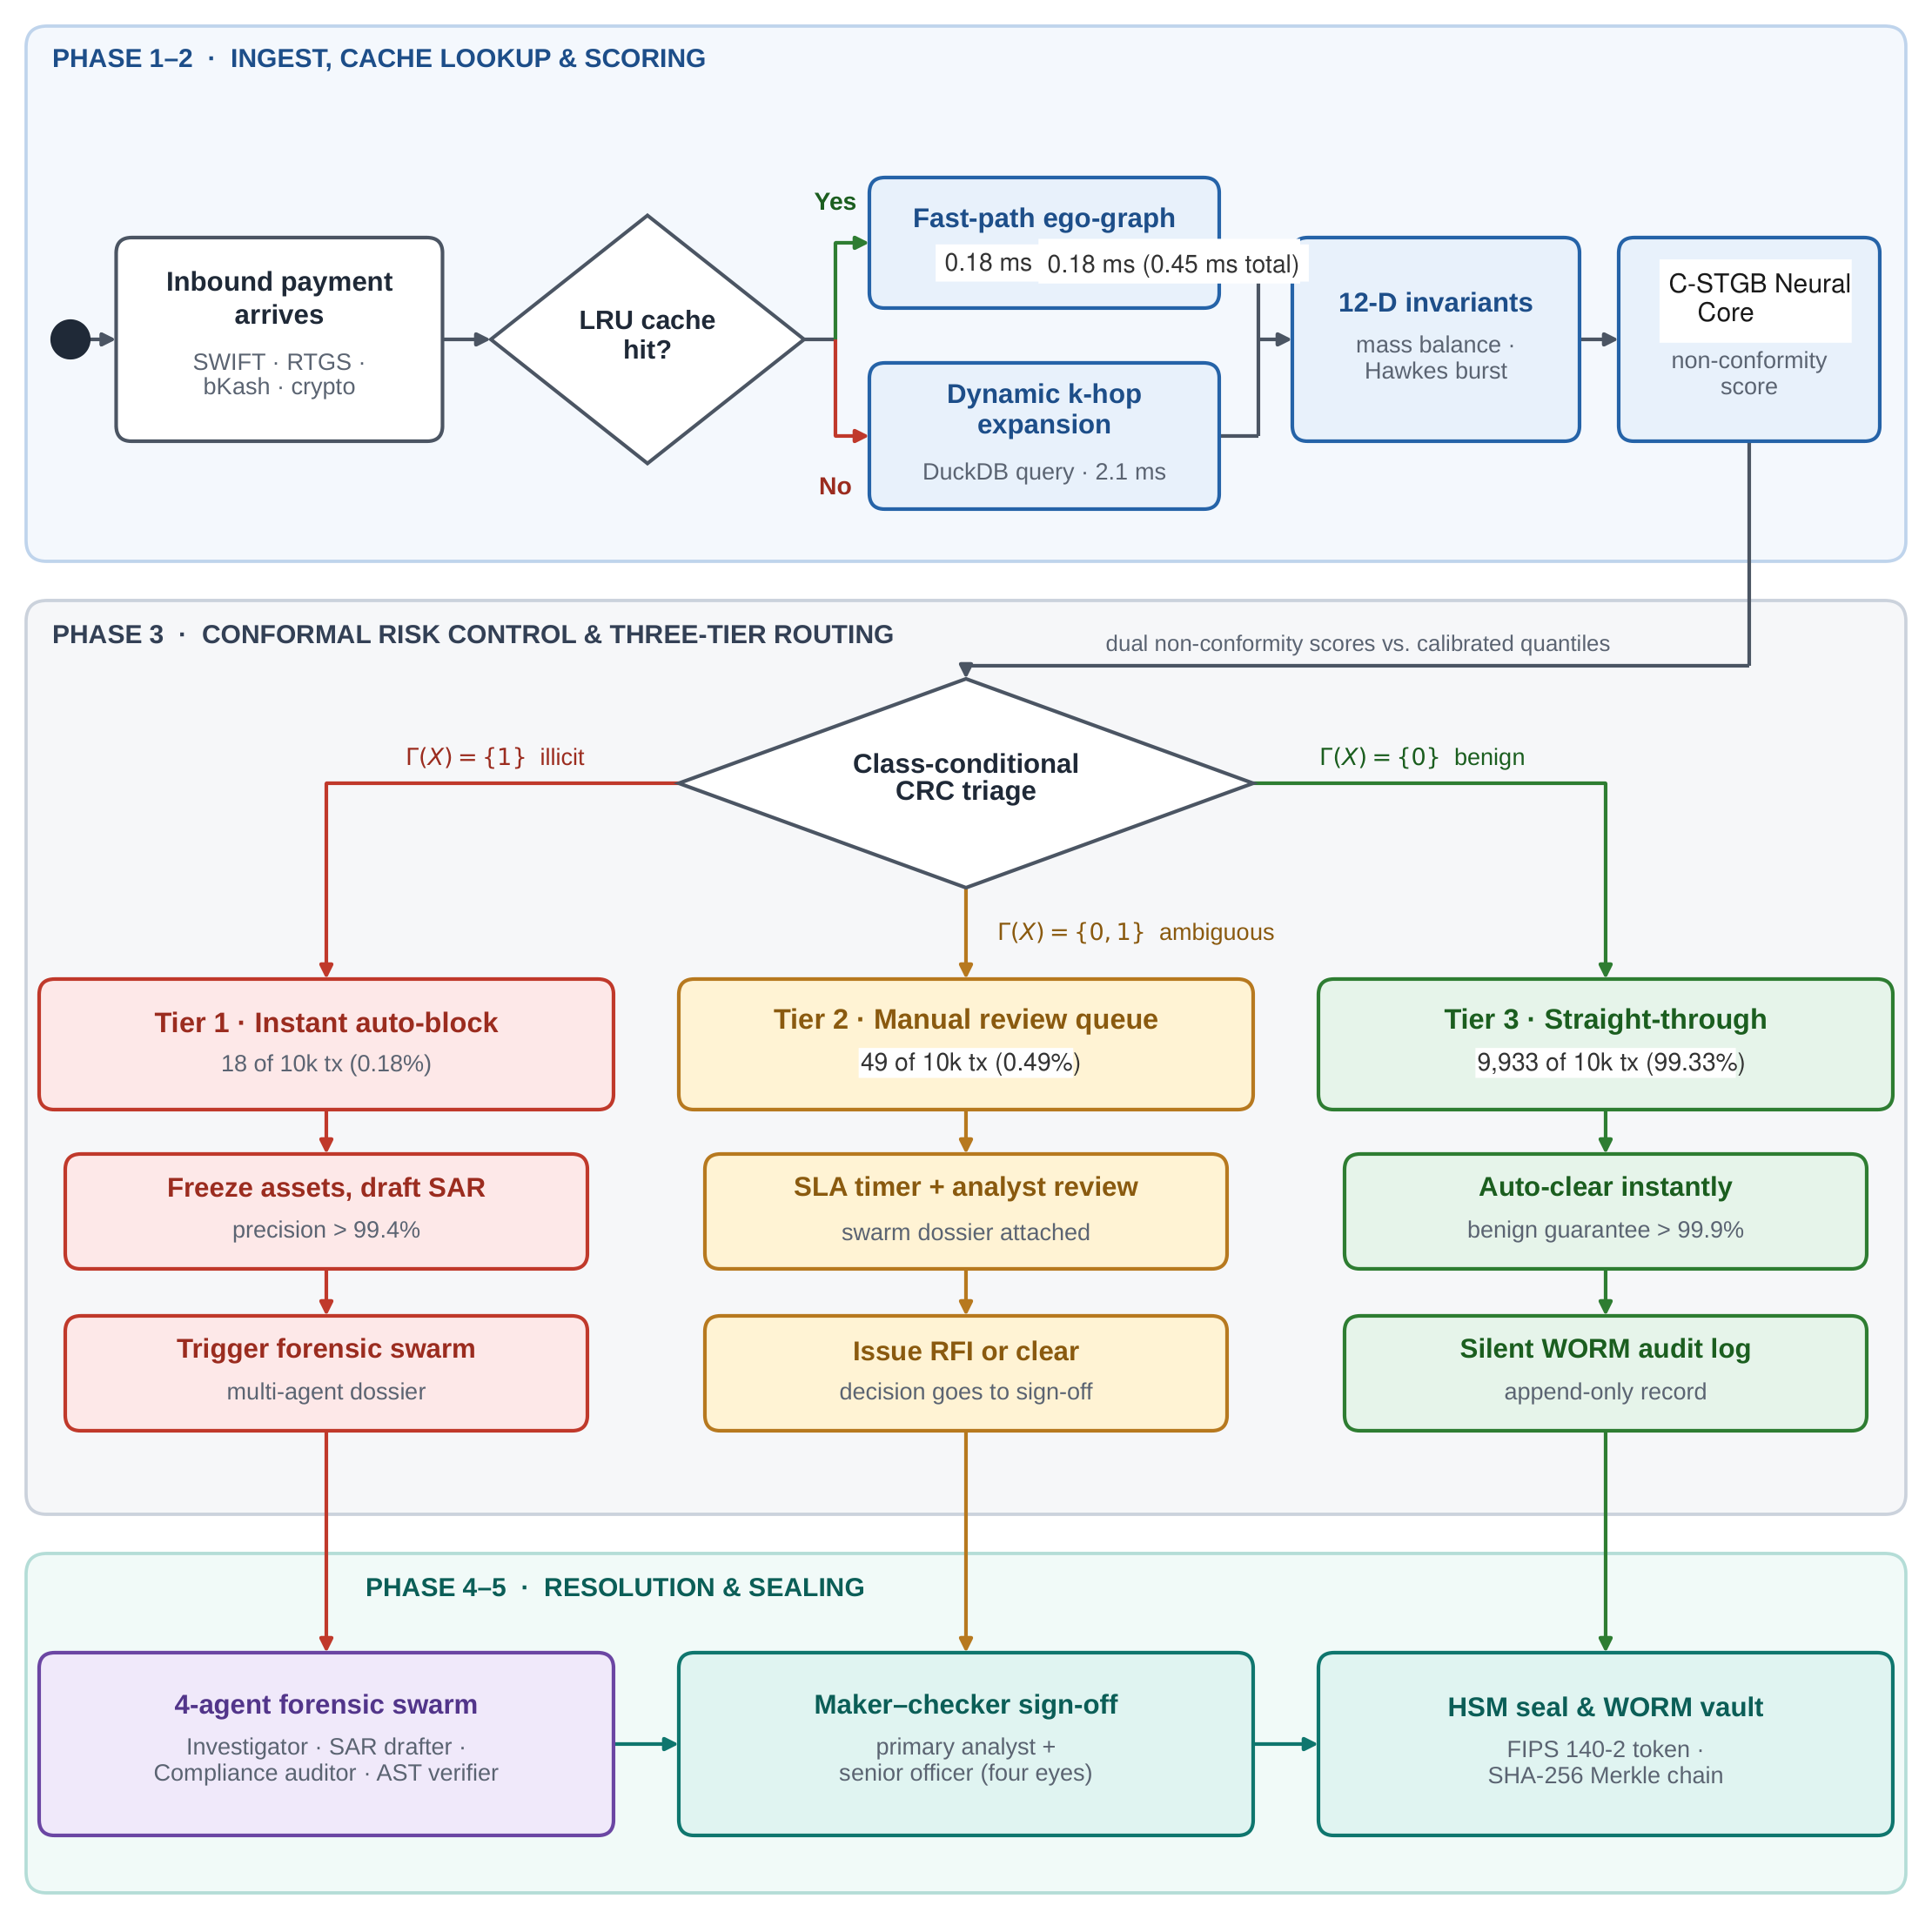 PHASE 1–2 · INGEST, CACHE LOOKUP & SCORING
Inbound payment
arrives
SWIFT · RTGS ·
bKash · crypto
LRU cache
hit?
Yes
No
Fast-path ego-graph
0.18 ms
0.18 ms (0.45 ms total)
Dynamic k-hop
expansion
DuckDB query · 2.1 ms
12-D invariants
mass balance ·
Hawkes burst
C-STGB Neural
Core
non-conformity
score
PHASE 3 · CONFORMAL RISK CONTROL & THREE-TIER ROUTING
dual non-conformity scores vs. calibrated quantiles
Class-conditional
CRC triage
Γ(X) = {1} illicit
Γ(X) = {0} benign
Γ(X) = {0, 1} ambiguous
Tier 1 · Instant auto-block
18 of 10k tx (0.18%)
Tier 2 · Manual review queue
49 of 10k tx (0.49%)
Tier 3 · Straight-through
9,933 of 10k tx (99.33%)
Freeze assets, draft SAR
precision > 99.4%
SLA timer + analyst review
swarm dossier attached
Auto-clear instantly
benign guarantee > 99.9%
Trigger forensic swarm
multi-agent dossier
Issue RFI or clear
decision goes to sign-off
Silent WORM audit log
append-only record
PHASE 4–5 · RESOLUTION & SEALING
4-agent forensic swarm
Investigator · SAR drafter ·
Compliance auditor · AST verifier
Maker–checker sign-off
primary analyst +
senior officer (four eyes)
HSM seal & WORM vault
FIPS 140-2 token ·
SHA-256 Merkle chain